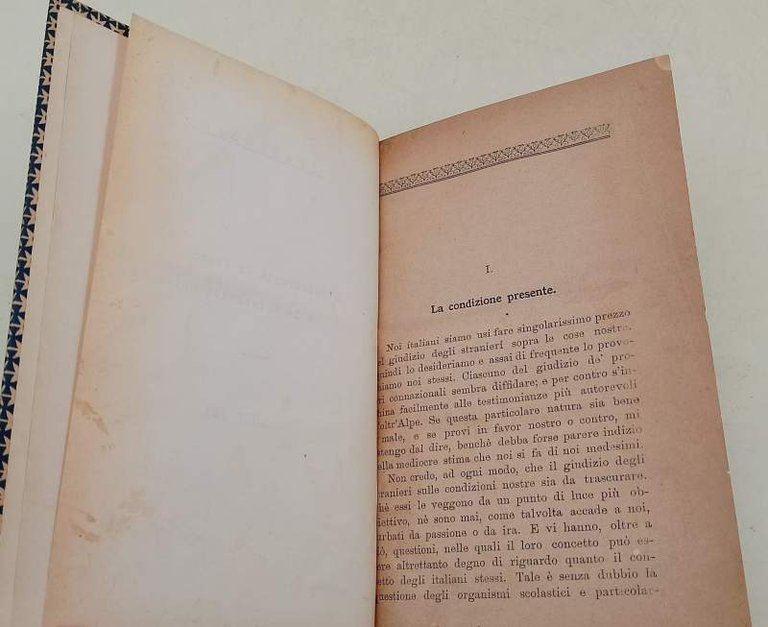 I.
La condizione presente.
Noi italiani siamo usi fare singolarissimo prezzo
del giudizio degli stranieri sopra le cose nostre.
quindi lo desideriamo e assai di frequente lo provo-
chiamo noi stessi. Ciascuno del giudizio de' pro-
pri connazionali sembra diffidare; e per contro s'in-
china facilmente alle testimonianze più autorevoli
d'oltr'Alpe. Se questa particolare natura sia bene
o male, e se provi in favor nostro o contro, mi
astengo dal dire, benchè debba forse parere indizio
della mediocre stima che noi si fa di noi medesimi.
Non credo, ad ogni modo, che il giudizio degli
stranieri sulle condizioni nostre sia da trascurare.
chè essi le veggono da un punto di luce più ob-
biettivo, nè sono mai, come talvolta accade a noi,
turbati da passione o da ira. E vi hanno, oltre a
ciò, questioni, nelle quali il loro concetto può es-
sere altrettanto degno di riguardo quanto il con-
cetto degli italiani stessi. Tale è senza dubbio la
questione degli organismi scolastici e particolar-